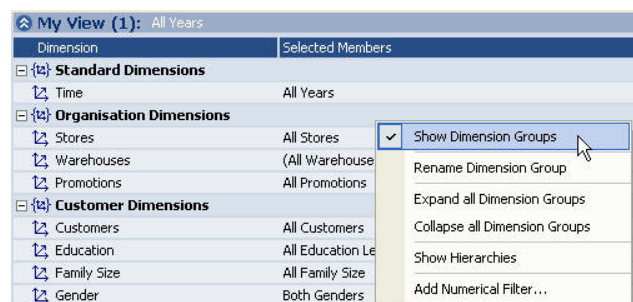 My View (1): All Years
Dimension Selected Members
Standard Dimensions
Time All Years
Organisation Dimensions
Stores All Stores
Warehouses (All Warehouse
Promotions All Promotions
Customer Dimensions
Customers All Customers
Education All Education Le
Family Size All Family Size
Gender Both Genders
Show Dimension Groups
Rename Dimension Group
Expand all Dimension Groups
Collapse all Dimension Groups
Show Hierarchies
Add Numerical Filter...